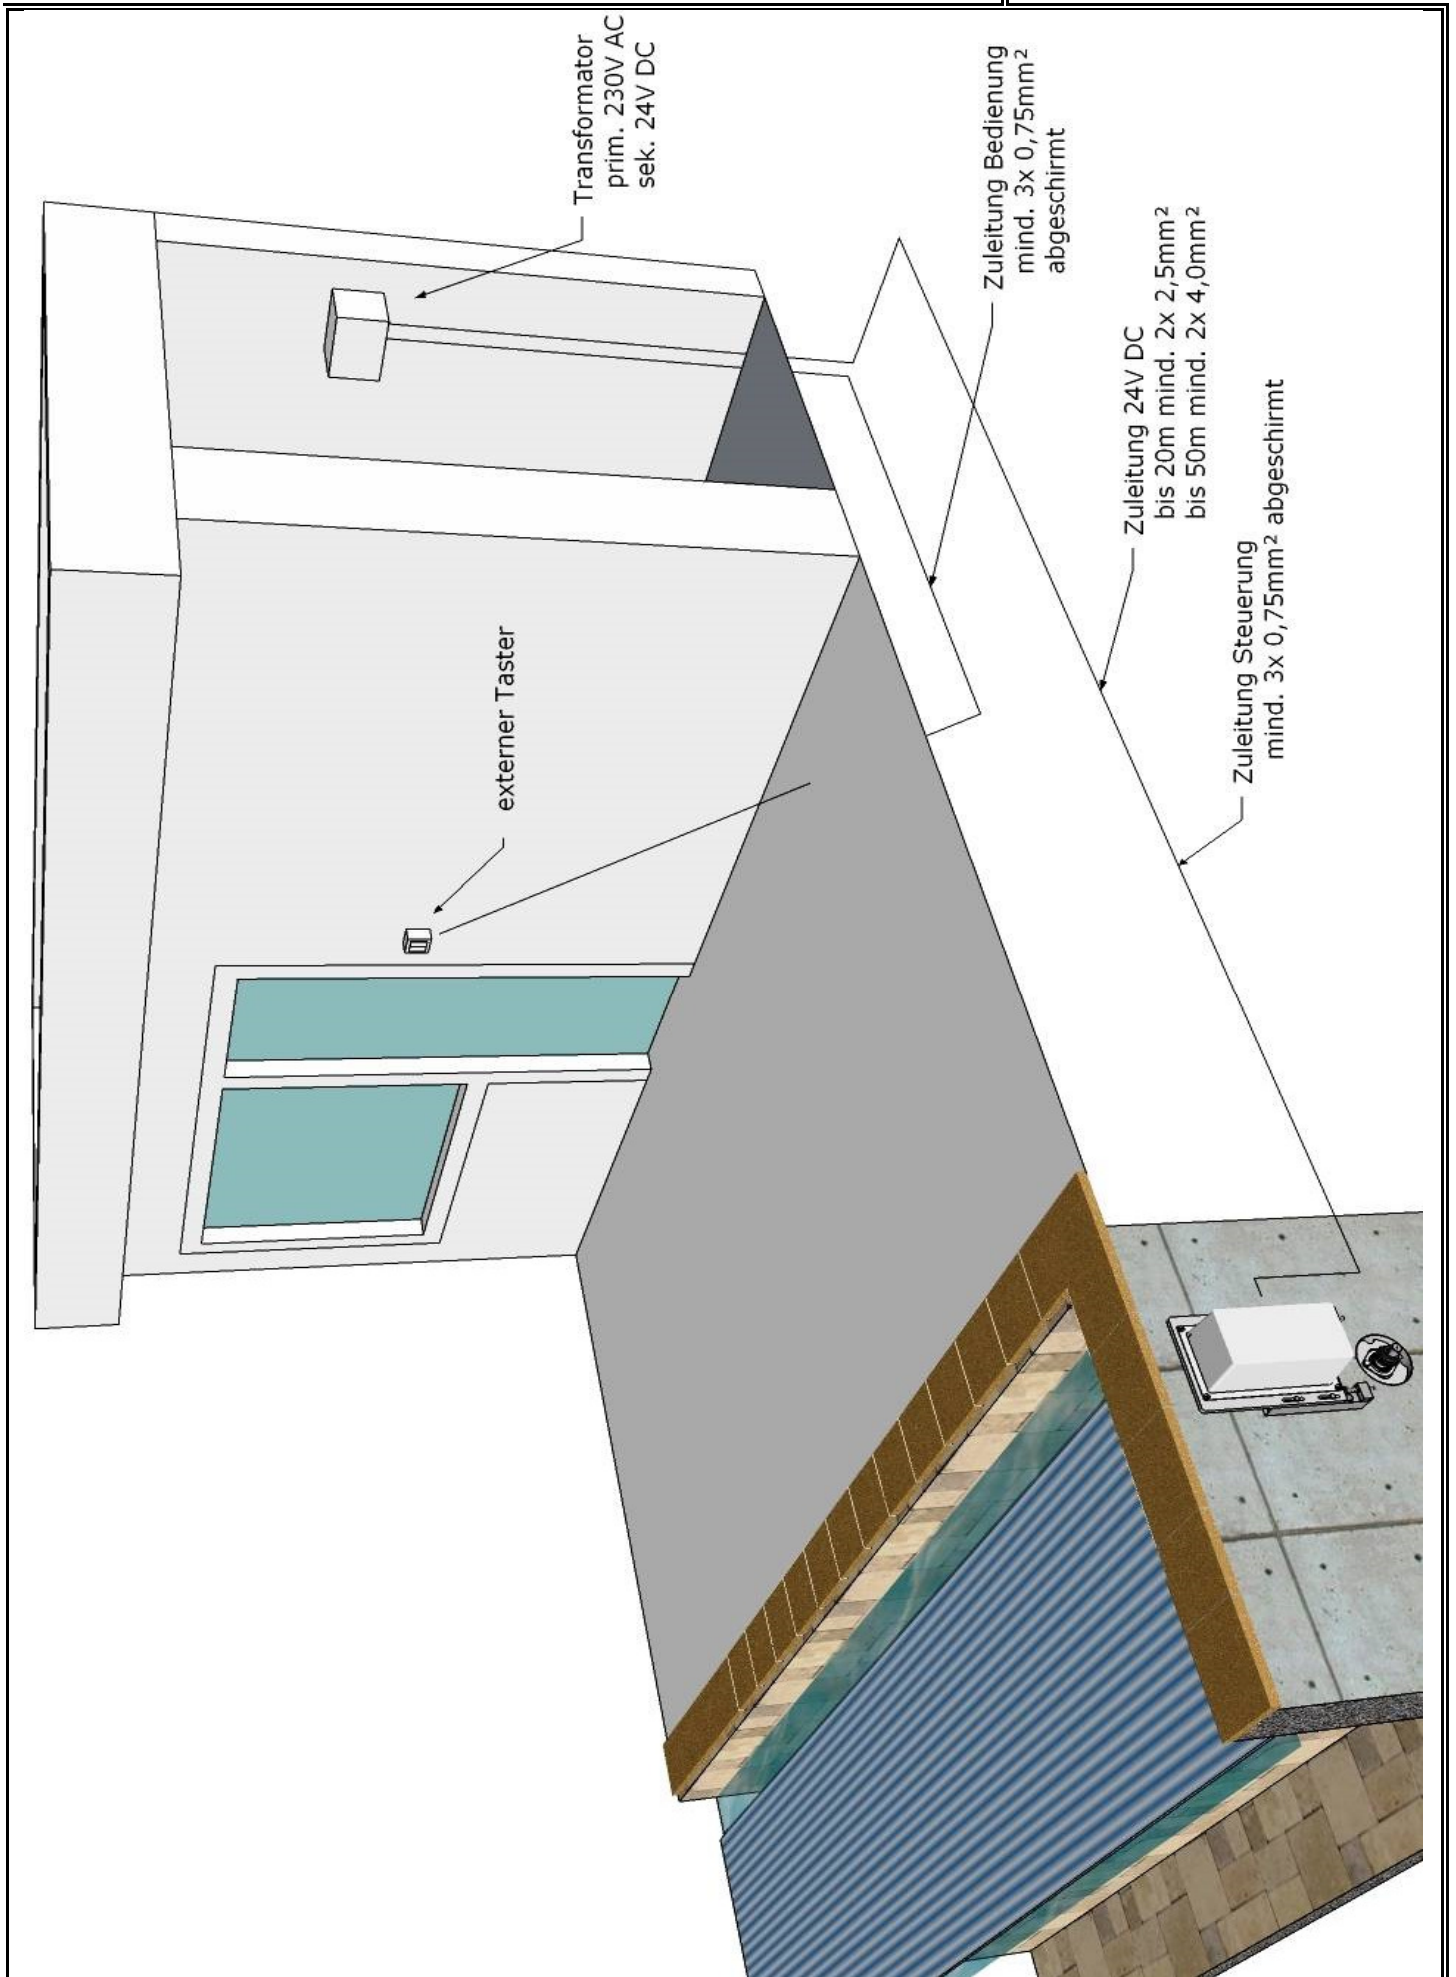 Transformator
prim. 230V AC
sek. 24V DC
Zuleitung Bedienung
mind. 3x 0,75mm²
abgeschirmt
externer Taster
Zuleitung 24V DC
bis 20m mind. 2x 2,5mm²
bis 50m mind. 2x 4,0mm²
Zuleitung Steuerung
mind. 3x 0,75mm² abgeschirmt